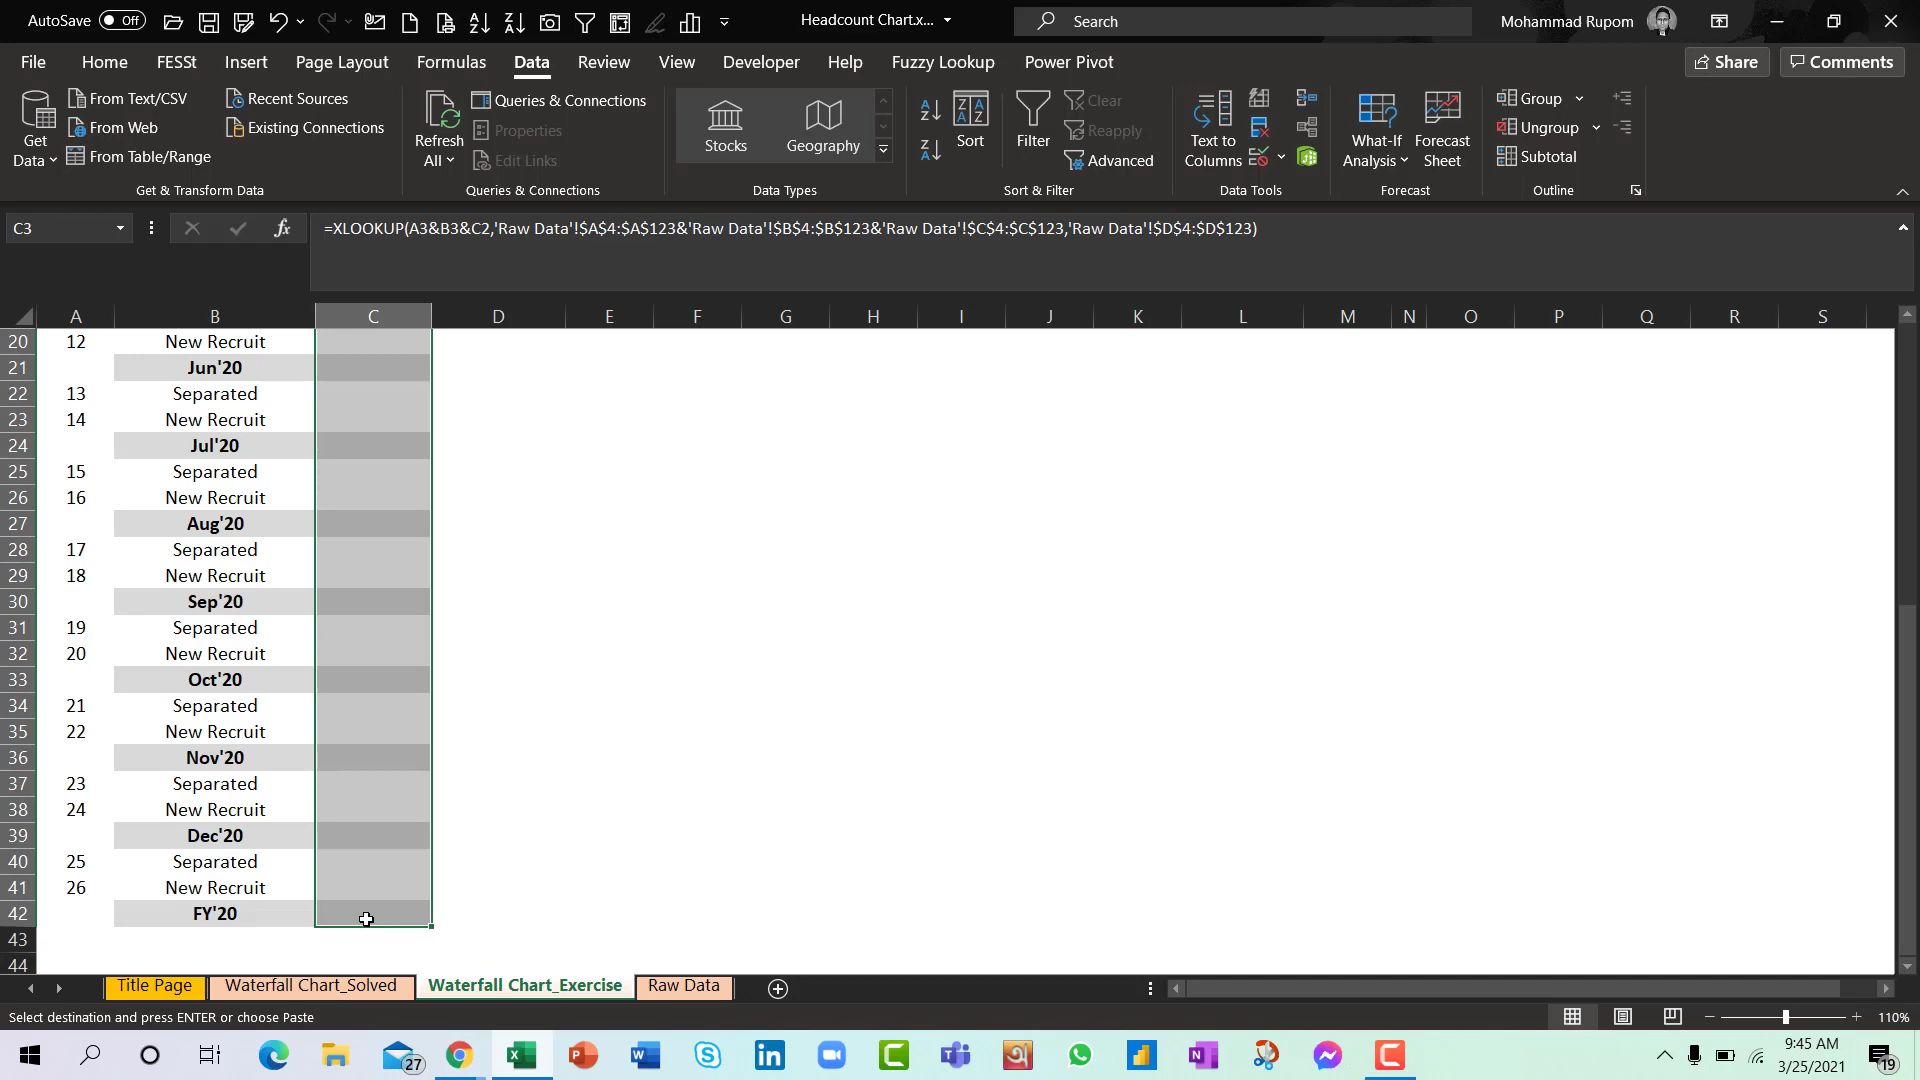 AutoSave Off Headcount Chart.x... Search Mohammad Rupom
File Home FESSt Insert Page Layout Formulas Data Review View Developer Help Fuzzy Lookup Power Pivot Share Comments
Get Data From Text/CSV From Web From Table/Range Recent Sources Existing Connections
Refresh All Queries & Connections Properties Edit Links
Stocks Geography
Sort Filter Clear Reapply Advanced
Text to Columns
What-If Analysis Forecast Sheet
Group Ungroup Subtotal
Get & Transform Data Queries & Connections Data Types Sort & Filter Data Tools Forecast Outline
C3 fx =XLOOKUP(A3&B3&C2,'Raw Data'!$A$4:$A$123&'Raw Data'!$B$4:$B$123&'Raw Data'!$C$4:$C$123,'Raw Data'!$D$4:$D$123)
A B C D E F G H I J K L M N O P Q R S
20 12 New Recruit
21 Jun'20
22 13 Separated
23 14 New Recruit
24 Jul'20
25 15 Separated
26 16 New Recruit
27 Aug'20
28 17 Separated
29 18 New Recruit
30 Sep'20
31 19 Separated
32 20 New Recruit
33 Oct'20
34 21 Separated
35 22 New Recruit
36 Nov'20
37 23 Separated
38 24 New Recruit
39 Dec'20
40 25 Separated
41 26 New Recruit
42 FY'20
43
44
Title Page Waterfall Chart_Solved Waterfall Chart_Exercise Raw Data
Select destination and press ENTER or choose Paste 110%
27 9:45 AM
3/25/2021 19